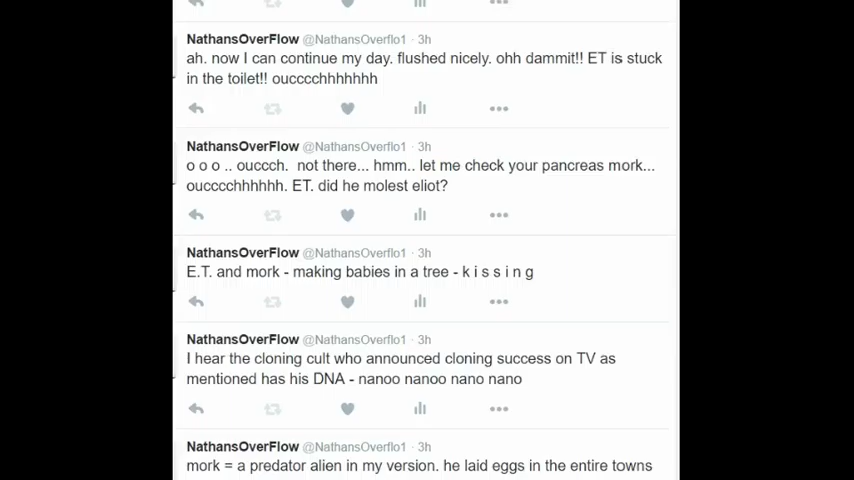 NathansOverFlow @NathansOverflo1 · 3h
ah. now I can continue my day. flushed nicely. ohh dammit!! ET is stuck
in the toilet!! oucccchhhhhhh
NathansOverFlow @NathansOverflo1 · 3h
o o o .. ouccch. not there... hmm.. let me check your pancreas mork...
oucccchhhhhh. ET. did he molest eliot?
NathansOverFlow @NathansOverflo1 · 3h
E.T. and mork - making babies in a tree - k i s s i n g
NathansOverFlow @NathansOverflo1 · 3h
I hear the cloning cult who announced cloning success on TV as
mentioned has his DNA - nanoo nanoo nano nano
NathansOverFlow @NathansOverflo1 · 3h
mork = a predator alien in my version. he laid eggs in the entire towns